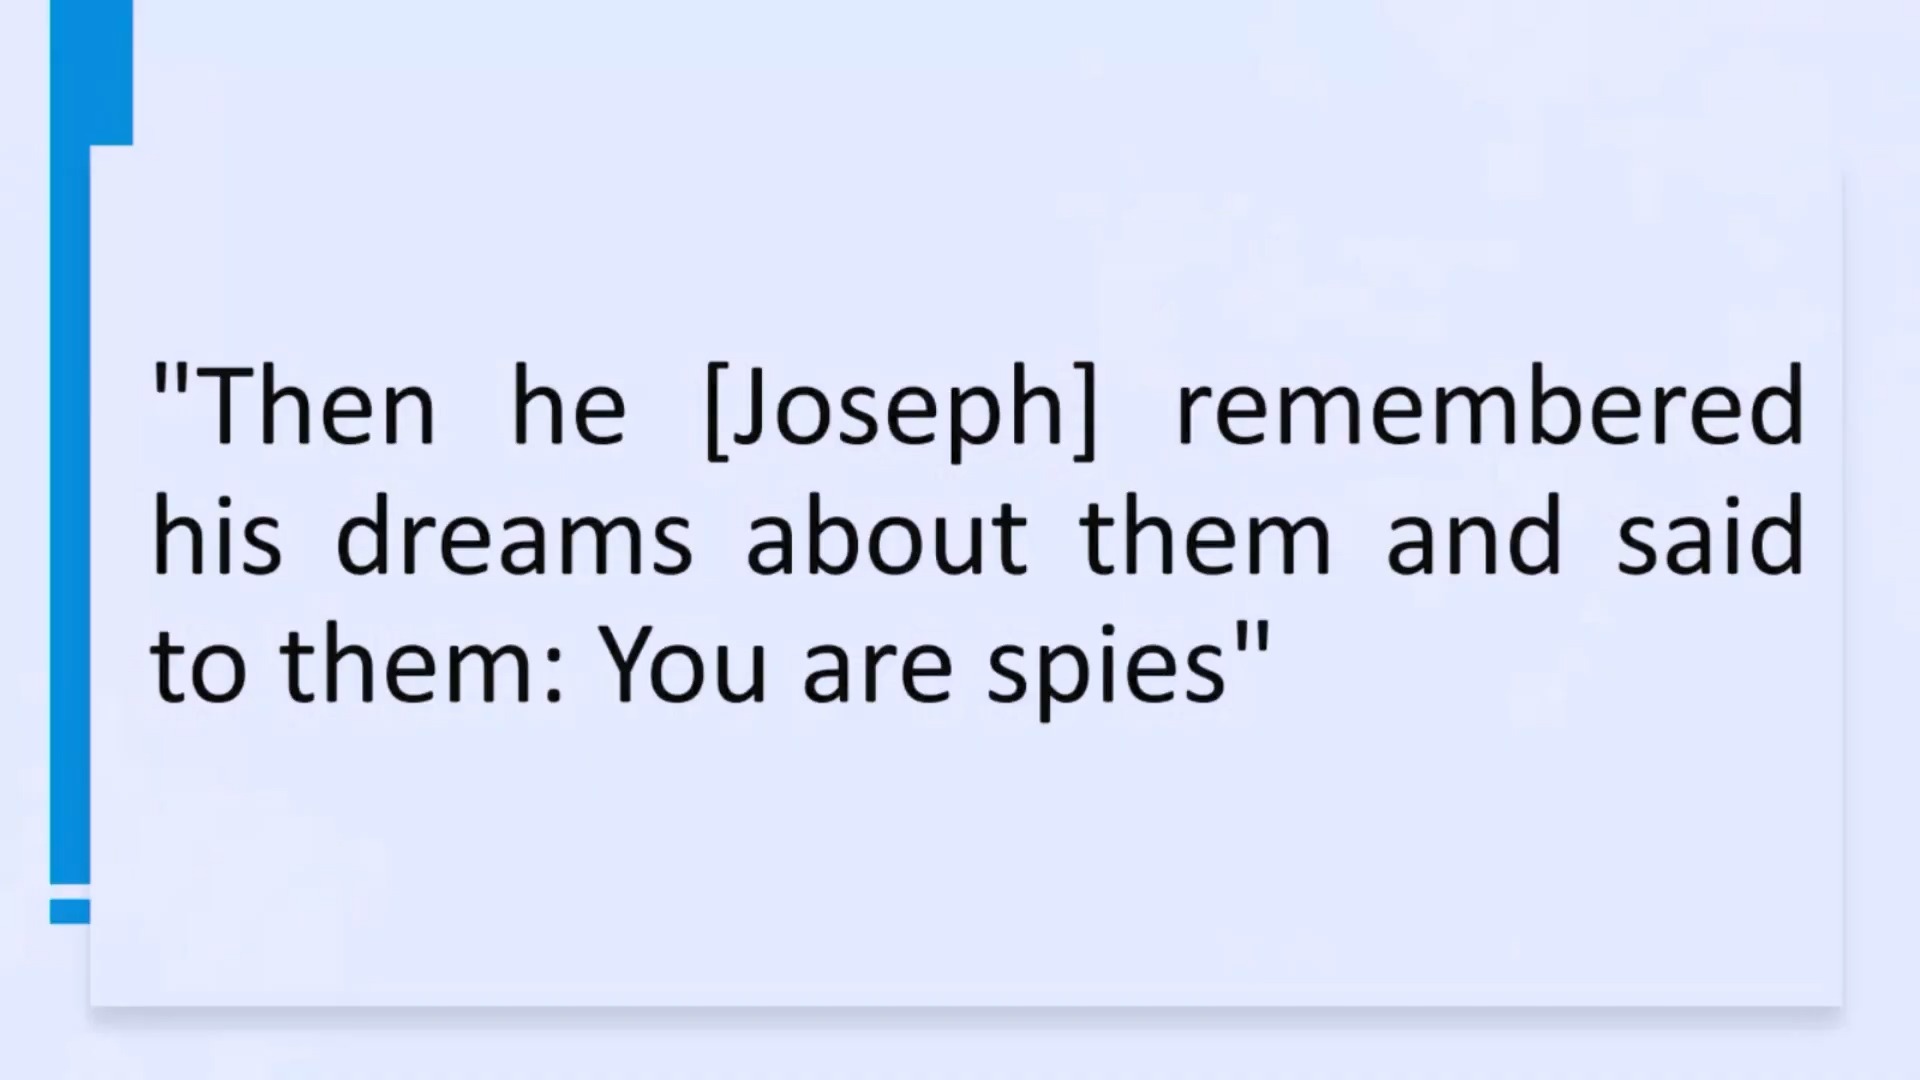 "Then he [Joseph] remembered
his dreams about them and said
to them: You are spies"